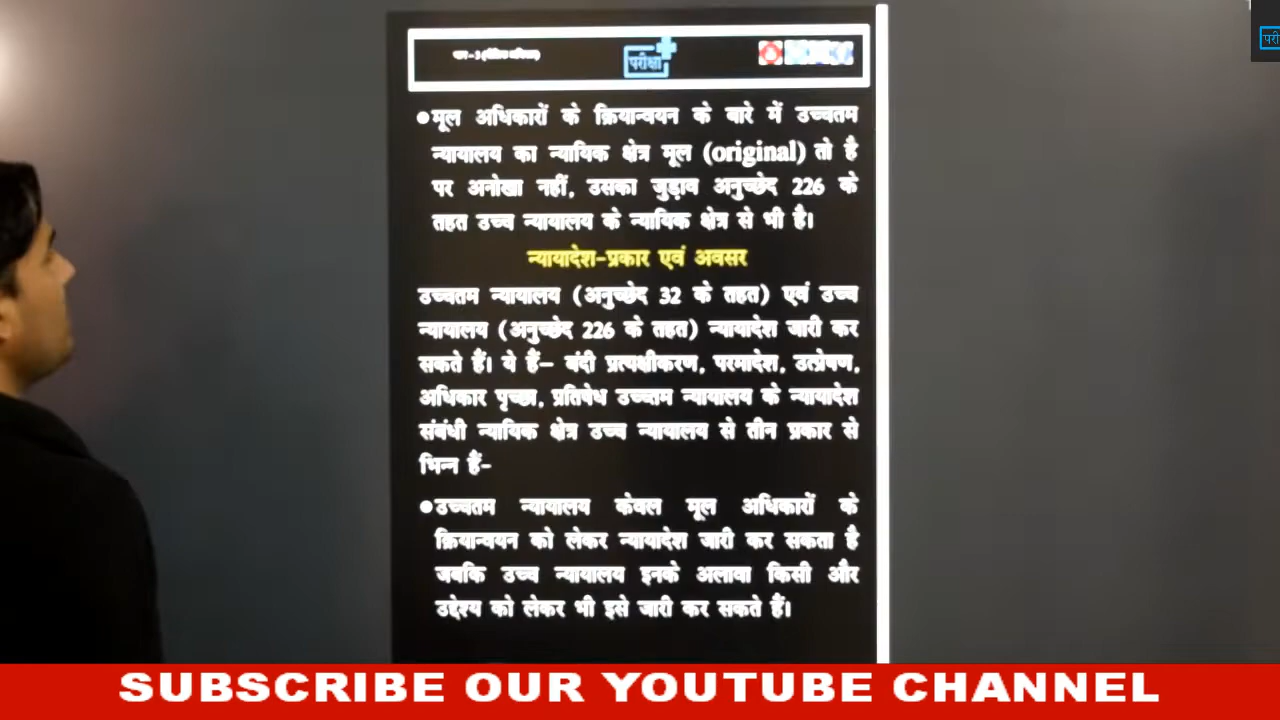 भाग – 3 (मौलिक अधिकार)
परीक्षा
परी
●मूल अधिकारों के क्रियान्वयन के बारे में उच्चतम
न्यायालय का न्यायिक क्षेत्र मूल (original) तो है
पर अनोखा नहीं, उसका जुड़ाव अनुच्छेद 226 के
तहत उच्च न्यायालय के न्यायिक क्षेत्र से भी है।
न्यायादेश-प्रकार एवं अवसर
उच्चतम न्यायालय (अनुच्छेद 32 के तहत) एवं उच्च
न्यायालय (अनुच्छेद 226 के तहत) न्यायादेश जारी कर
सकते हैं। ये हैं– बंदी प्रत्यक्षीकरण, परमादेश, उत्प्रेषण,
अधिकार पृच्छा, प्रतिषेध उच्चतम न्यायालय के न्यायादेश
संबंधी न्यायिक क्षेत्र उच्च न्यायालय से तीन प्रकार से
भिन्न हैं-
●उच्चतम न्यायालय केवल मूल अधिकारों के
क्रियान्वयन को लेकर न्यायादेश जारी कर सकता है
जबकि उच्च न्यायालय इनके अलावा किसी और
उद्देश्य को लेकर भी इसे जारी कर सकते हैं।
SUBSCRIBE OUR YOUTUBE CHANNEL